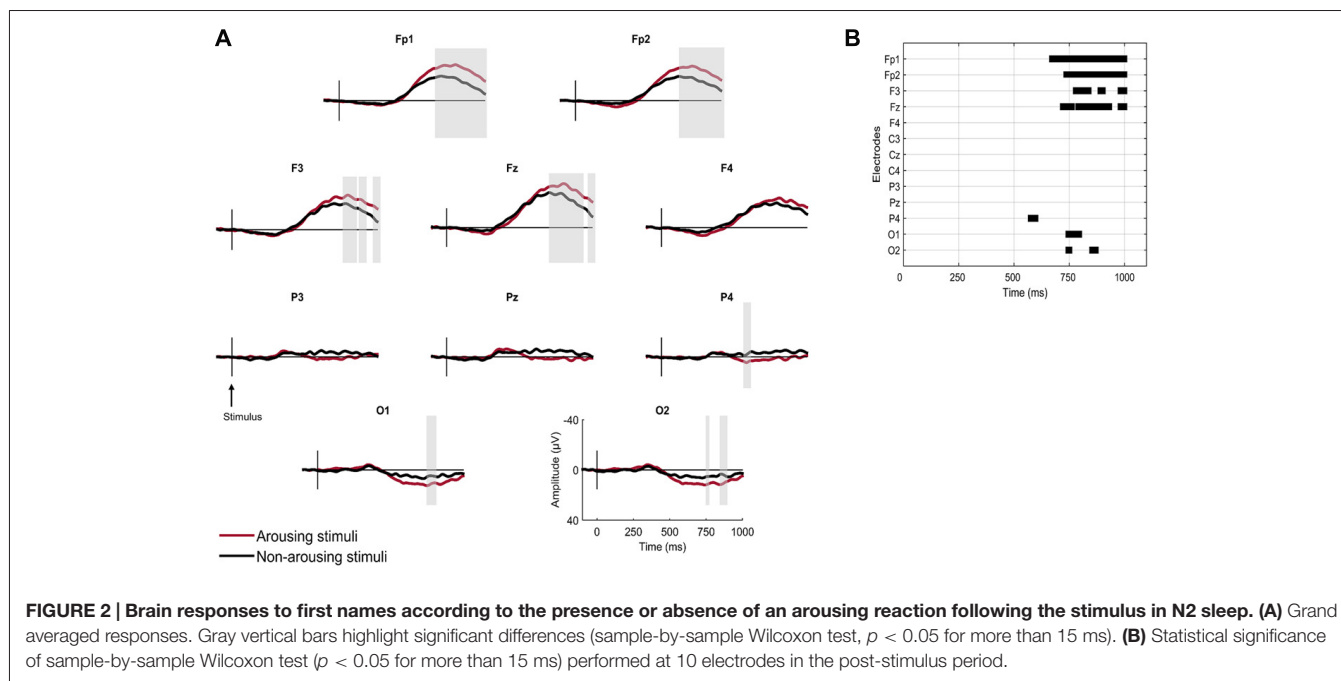 A
Fp1
Fp2
F3
Fz
F4
P3
Pz
P4
Stimulus
O1
O2
-40
0
40
Amplitude (µV)
0
250
500
750
1000
Time (ms)
Arousing stimuli
Non-arousing stimuli
B
Fp1
Fp2
F3
Fz
F4
C3
Cz
C4
P3
Pz
P4
O1
O2
Electrodes
0
250
500
750
1000
Time (ms)
FIGURE 2 | Brain responses to first names according to the presence or absence of an arousing reaction following the stimulus in N2 sleep. (A) Grand
averaged responses. Gray vertical bars highlight significant differences (sample-by-sample Wilcoxon test, p < 0.05 for more than 15 ms). (B) Statistical significance
of sample-by-sample Wilcoxon test (p < 0.05 for more than 15 ms) performed at 10 electrodes in the post-stimulus period.